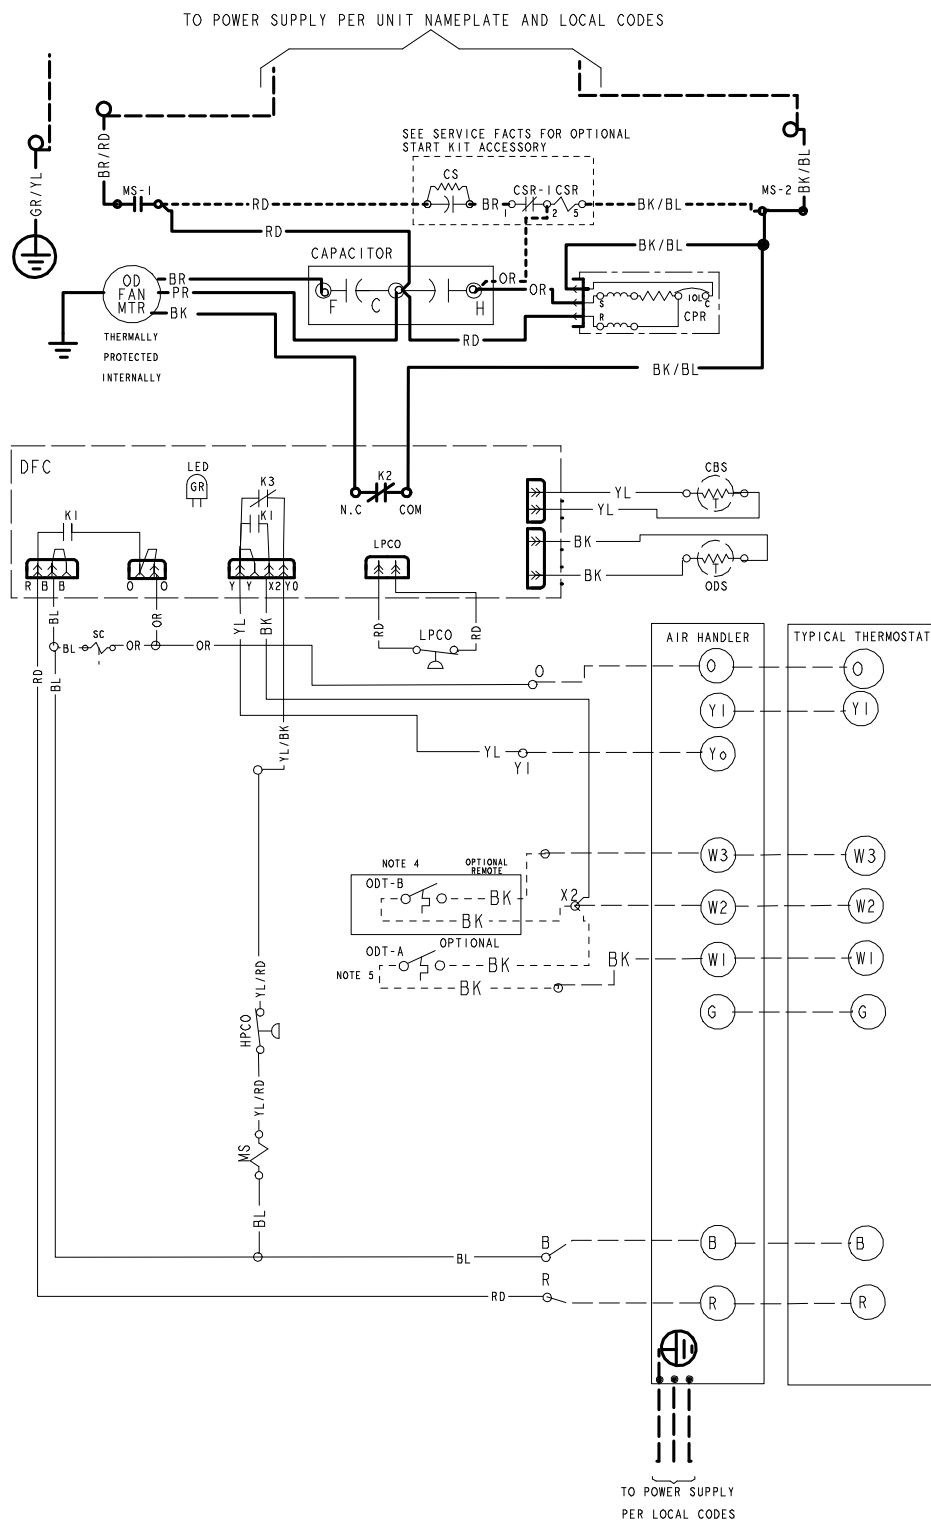 TO POWER SUPPLY PER UNIT NAMEPLATE AND LOCAL CODES
SEE SERVICE FACTS FOR OPTIONAL
START KIT ACCESSORY
BR/RD
GR/YL
BK/BL
MS-1
RD
CS
BR
CSR-1 CSR
1
2
5
BK/BL
MS-2
RD
BK/BL
CAPACITOR
OR
OR
F
C
H
S
R
IOL
C
CPR
OD
FAN
MTR
BR
PR
BK
THERMALLY
PROTECTED
INTERNALLY
RD
BK/BL
DFC
LED
GR
K3
K1
K1
K2
N.C
COM
LPCO
YL
YL
CBS
BK
BK
ODS
R
B
B
O
O
Y
Y
X2
YO
BL
OR
YL
BK
RD
RD
LPCO
BL
SC
OR
OR
RD
BL
YL/BK
O
YL
Y1
AIR HANDLER
TYPICAL THERMOSTAT
O
O
Y1
Y1
Yo
W3
W3
W2
W2
W1
W1
G
G
NOTE 4
OPTIONAL
REMOTE
ODT-B
BK
BK
X2
ODT-A
OPTIONAL
NOTE 5
BK
BK
BK
YL/RD
HPCO
YL/RD
MS
BL
BL
B
B
B
RD
R
R
R
TO POWER SUPPLY
PER LOCAL CODES